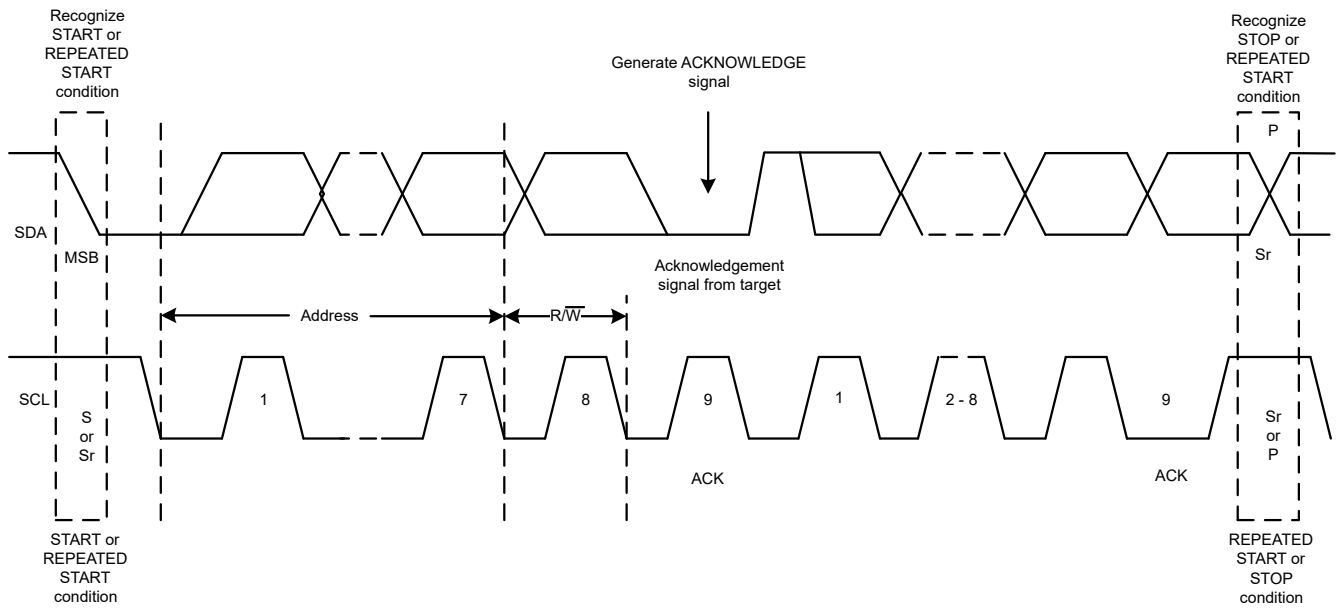 Recognize
START or
REPEATED
START
condition
Generate ACKNOWLEDGE
signal
Recognize
STOP or
REPEATED
START
condition
P
SDA
MSB
Acknowledgement
signal from target
Sr
Address
R/W̅
SCL
S
or
Sr
1
7
8
9
1
2 - 8
9
Sr
or
P
ACK
ACK
START or
REPEATED
START
condition
REPEATED
START or
STOP
condition